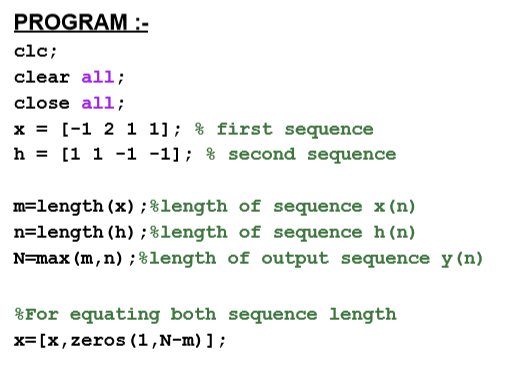 PROGRAM :-
clc;
clear all;
close all;
x = [-1 2 1 1]; % first sequence
h = [1 1 -1 -1]; % second sequence
m=length(x);%length of sequence x(n)
n=length(h);%length of sequence h(n)
N=max(m,n);%length of output sequence y(n)
%For equating both sequence length
x=[x,zeros(1,N-m)];